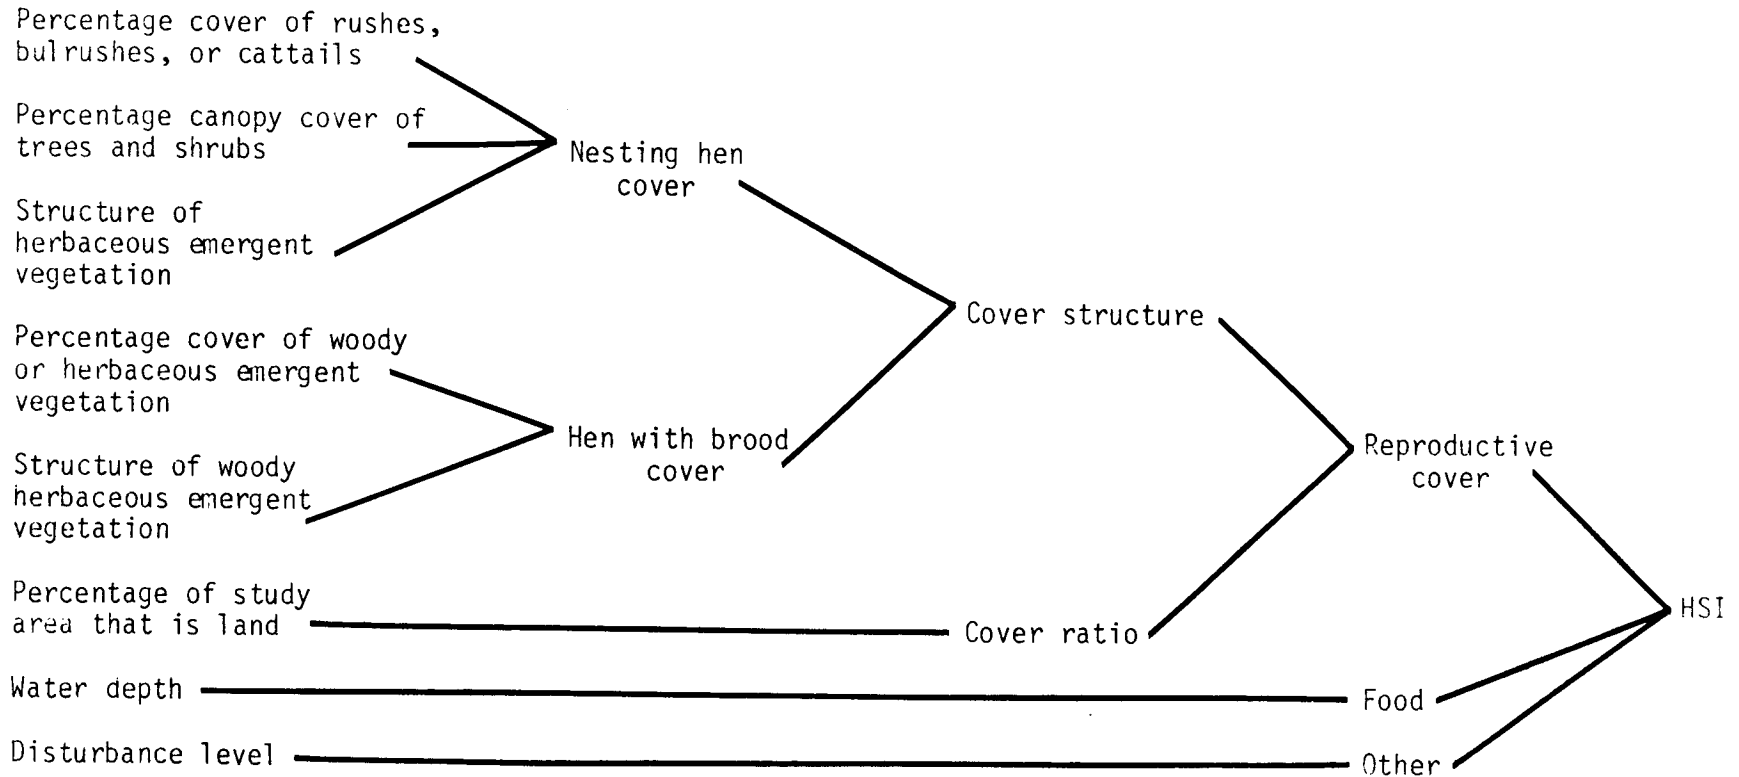 Percentage cover of rushes,
bulrushes, or cattails
Percentage canopy cover of
trees and shrubs
Structure of
herbaceous emergent
vegetation
Nesting hen
cover
Percentage cover of woody
or herbaceous emergent
vegetation
Structure of woody
herbaceous emergent
vegetation
Hen with brood
cover
Cover structure
Percentage of study
area that is land
Cover ratio
Reproductive
cover
Water depth
Food
Disturbance level
Other
HSI